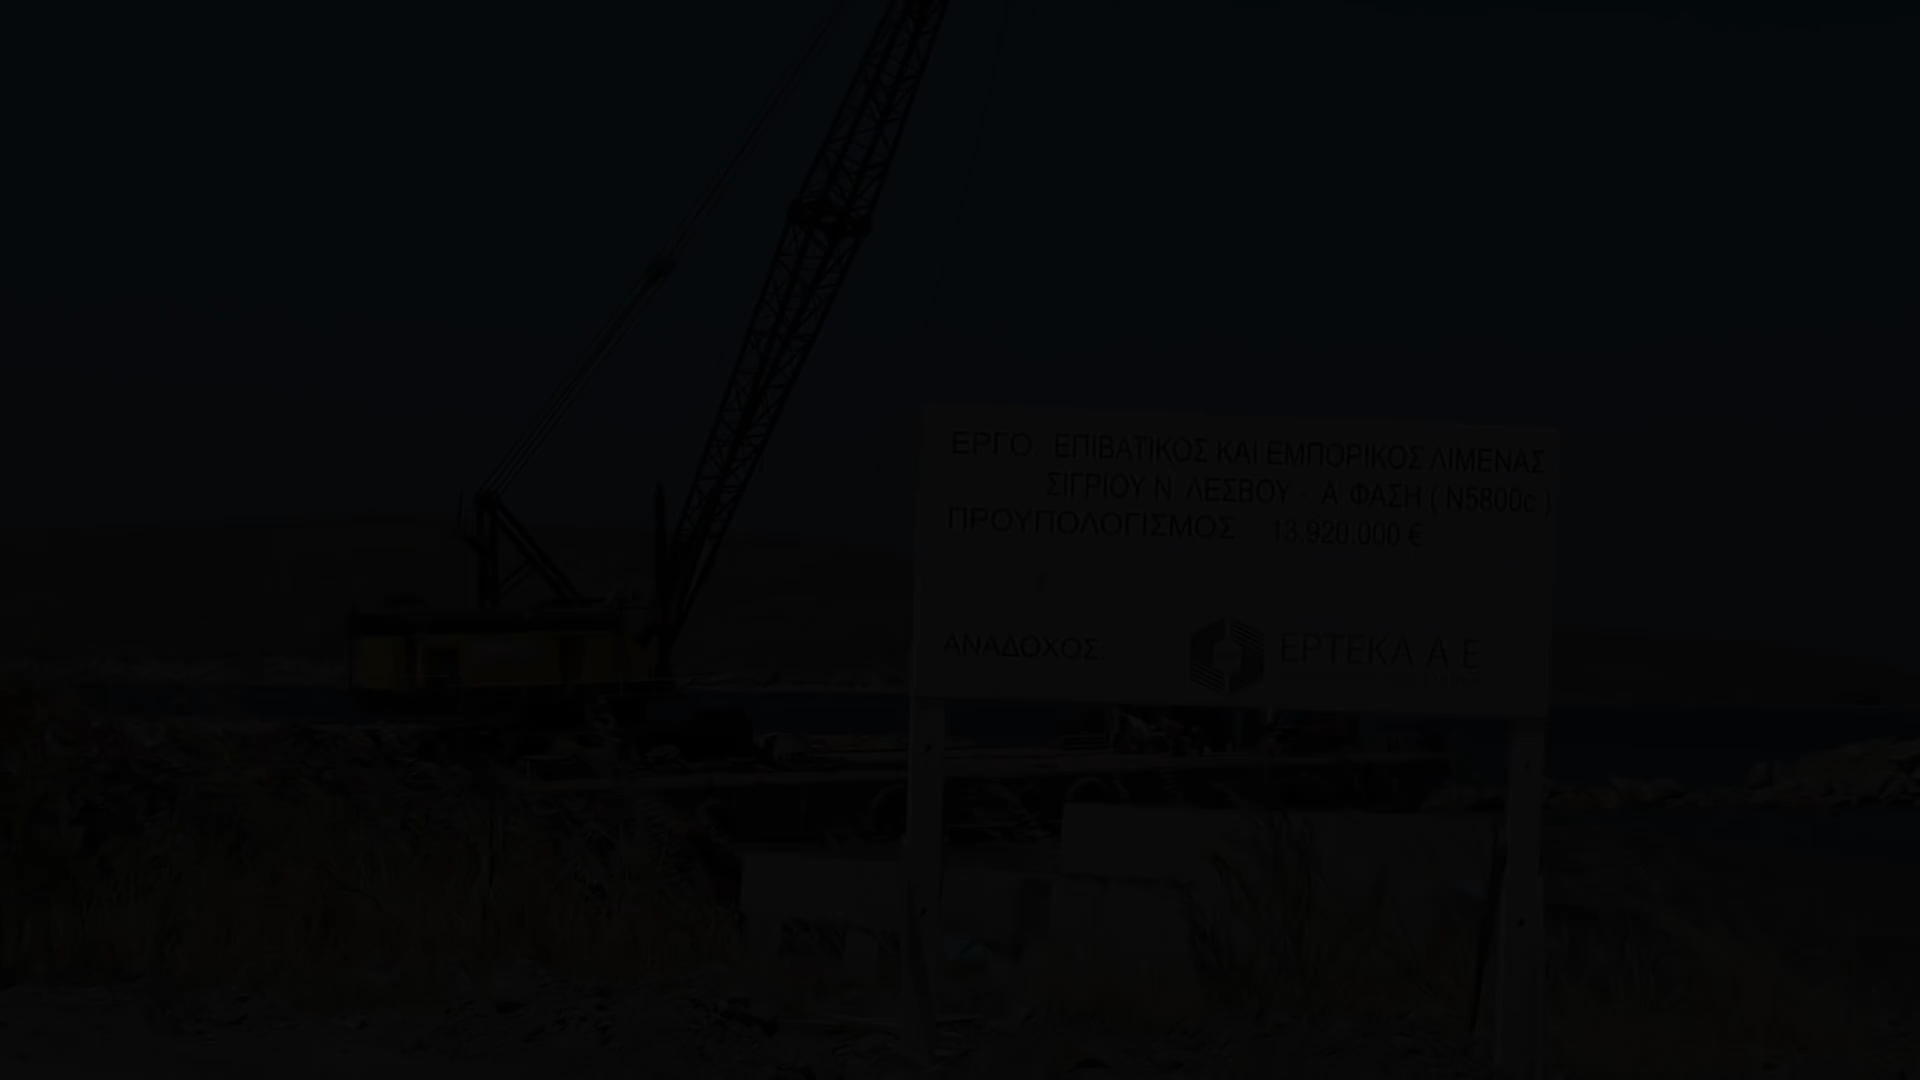 ΕΡΓΟ: ΕΠΙΒΑΤΙΚΟΣ ΚΑΙ ΕΜΠΟΡΙΚΟΣ ΛΙΜΕΝΑΣ
ΣΙΓΡΙΟΥ Ν. ΛΕΣΒΟΥ - Α' ΦΑΣΗ ( Ν5800c )
ΠΡΟΥΠΟΛΟΓΙΣΜΟΣ 13.920.000 €
ΑΝΑΔΟΧΟΣ: ΕΡΤΕΚΑ Α.Ε